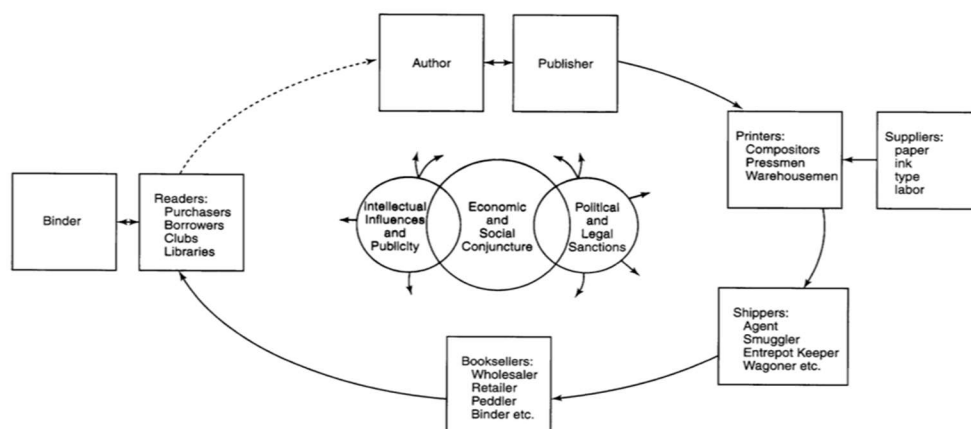 Author
Publisher
Printers:
Compositors
Pressmen
Warehousemen
Suppliers:
paper
ink
type
labor
Binder
Readers:
Purchasers
Borrowers
Clubs
Libraries
Intellectual
Influences
and
Publicity
Economic
and
Social
Conjuncture
Political
and
Legal
Sanctions
Shippers:
Agent
Smuggler
Entrepot Keeper
Wagoner etc.
Booksellers:
Wholesaler
Retailer
Peddler
Binder etc.